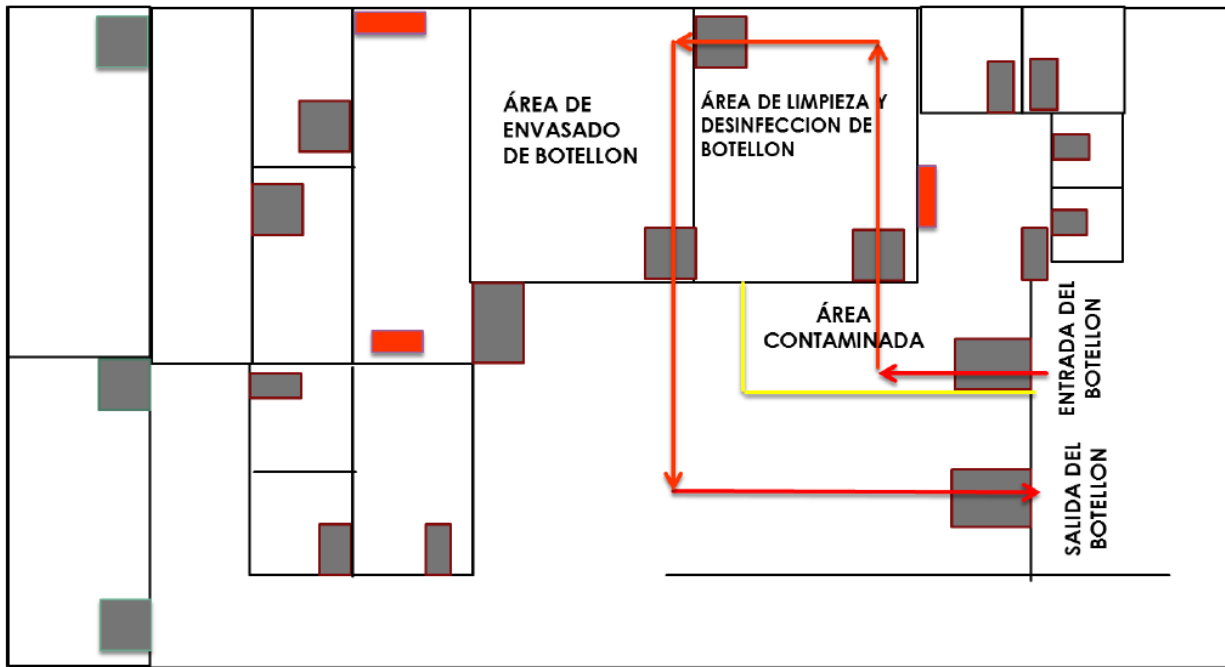 ÁREA DE
ENVASADO
DE BOTELLON
ÁREA DE LIMPIEZA Y
DESINFECCION DE
BOTELLON
ÁREA
CONTAMINADA
ENTRADA DEL
BOTELLON
SALIDA DEL
BOTELLON